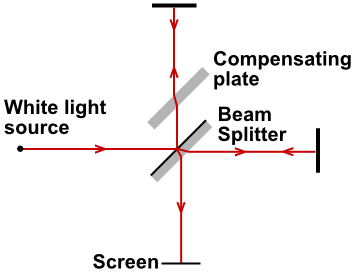 Compensating
plate
White light
source
Beam
Splitter
Screen